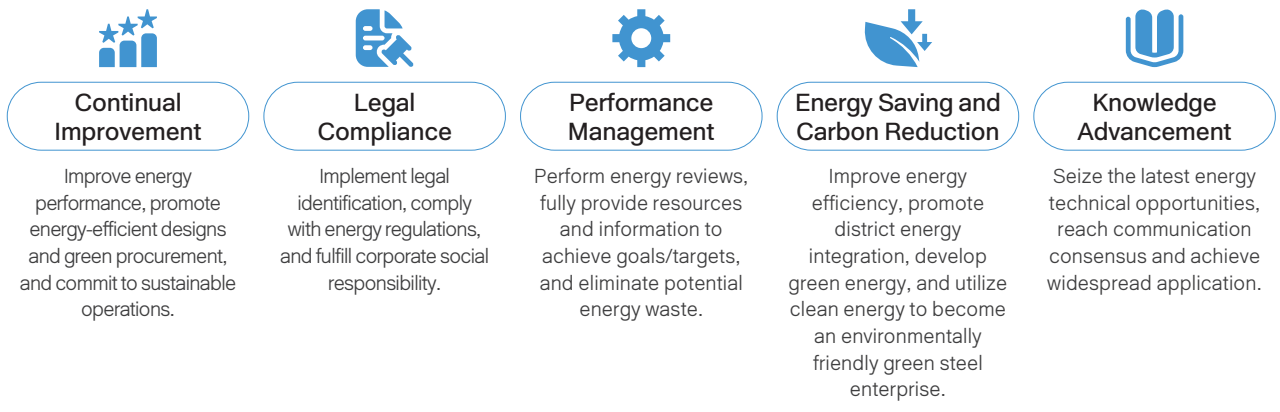 Continual
Improvement
Improve energy
performance, promote
energy-efficient designs
and green procurement,
and commit to sustainable
operations.
Legal
Compliance
Implement legal
identification, comply
with energy regulations,
and fulfill corporate social
responsibility.
Performance
Management
Perform energy reviews,
fully provide resources
and information to
achieve goals/targets,
and eliminate potential
energy waste.
Energy Saving and
Carbon Reduction
Improve energy
efficiency, promote
district energy
integration, develop
green energy, and utilize
clean energy to become
an environmentally
friendly green steel
enterprise.
Knowledge
Advancement
Seize the latest energy
technical opportunities,
reach communication
consensus and achieve
widespread application.